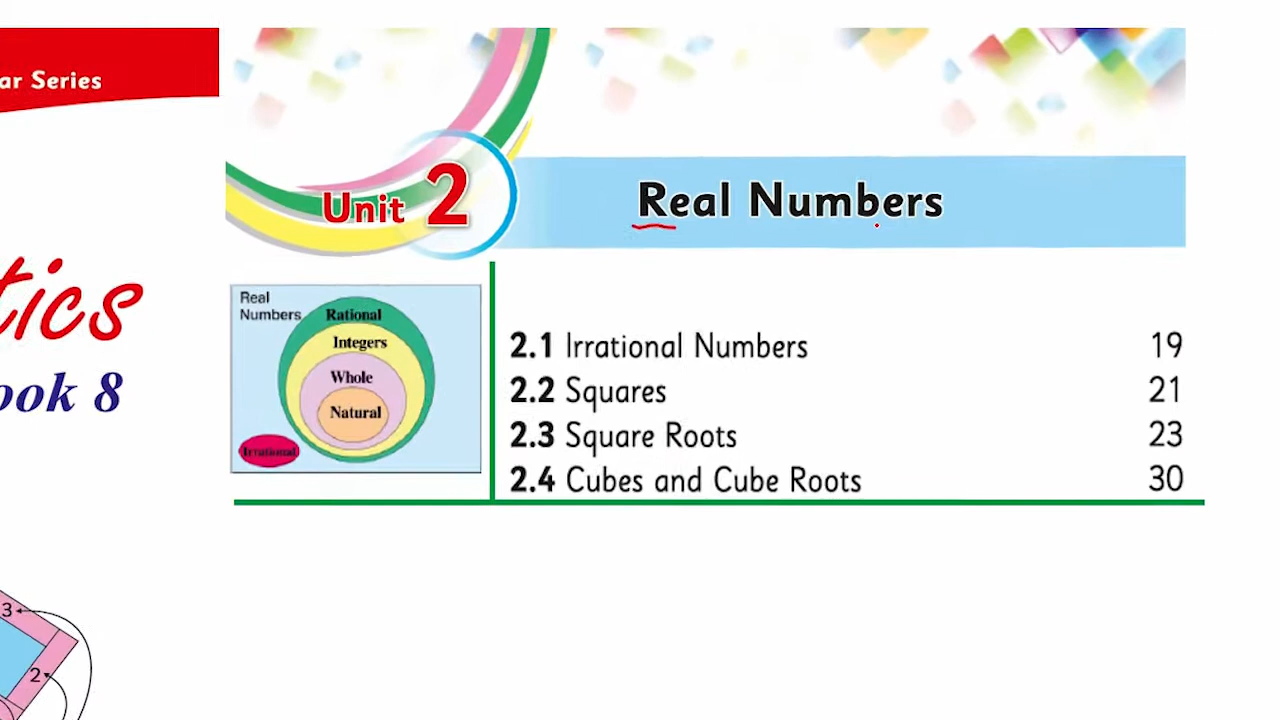 ar Series
Unit 2
Real Numbers
tics
ook 8
Real
Numbers
Rational
Integers
Whole
Natural
Irrational
2.1 Irrational Numbers 19
2.2 Squares 21
2.3 Square Roots 23
2.4 Cubes and Cube Roots 30
3
2